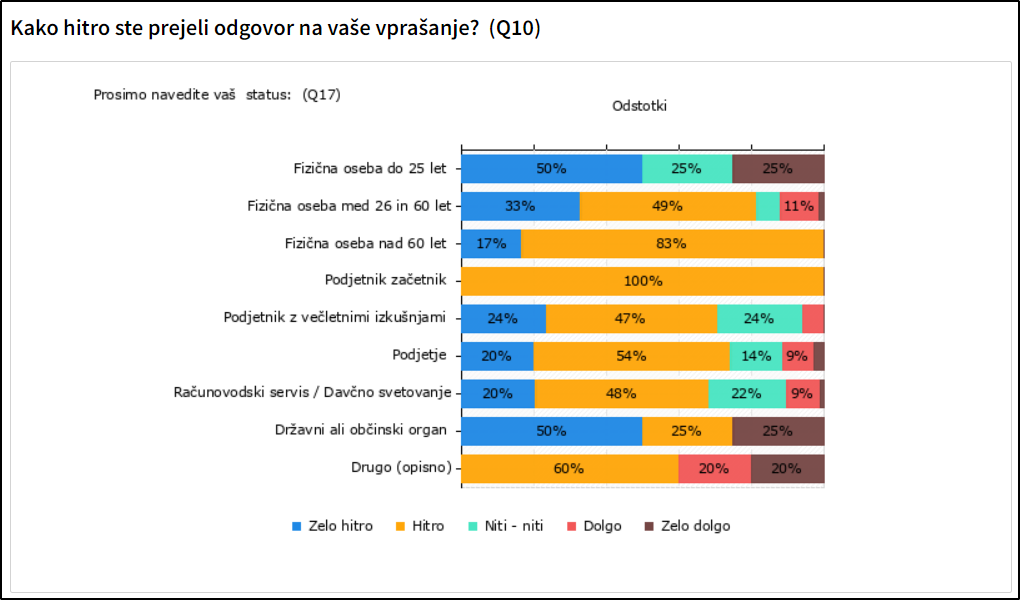 Kako hitro ste prejeli odgovor na vaše vprašanje? (Q10)
Prosimo navedite vaš status: (Q17)
Odstotki
Fizična oseba do 25 let 50% 25% 25%
Fizična oseba med 26 in 60 let 33% 49% 11%
Fizična oseba nad 60 let 17% 83%
Podjetnik začetnik 100%
Podjetnik z večletnimi izkušnjami 24% 47% 24%
Podjetje 20% 54% 14% 9%
Računovodski servis / Davčno svetovanje 20% 48% 22% 9%
Državni ali občinski organ 50% 25% 25%
Drugo (opisno) 60% 20% 20%
Zelo hitro Hitro Niti - niti Dolgo Zelo dolgo